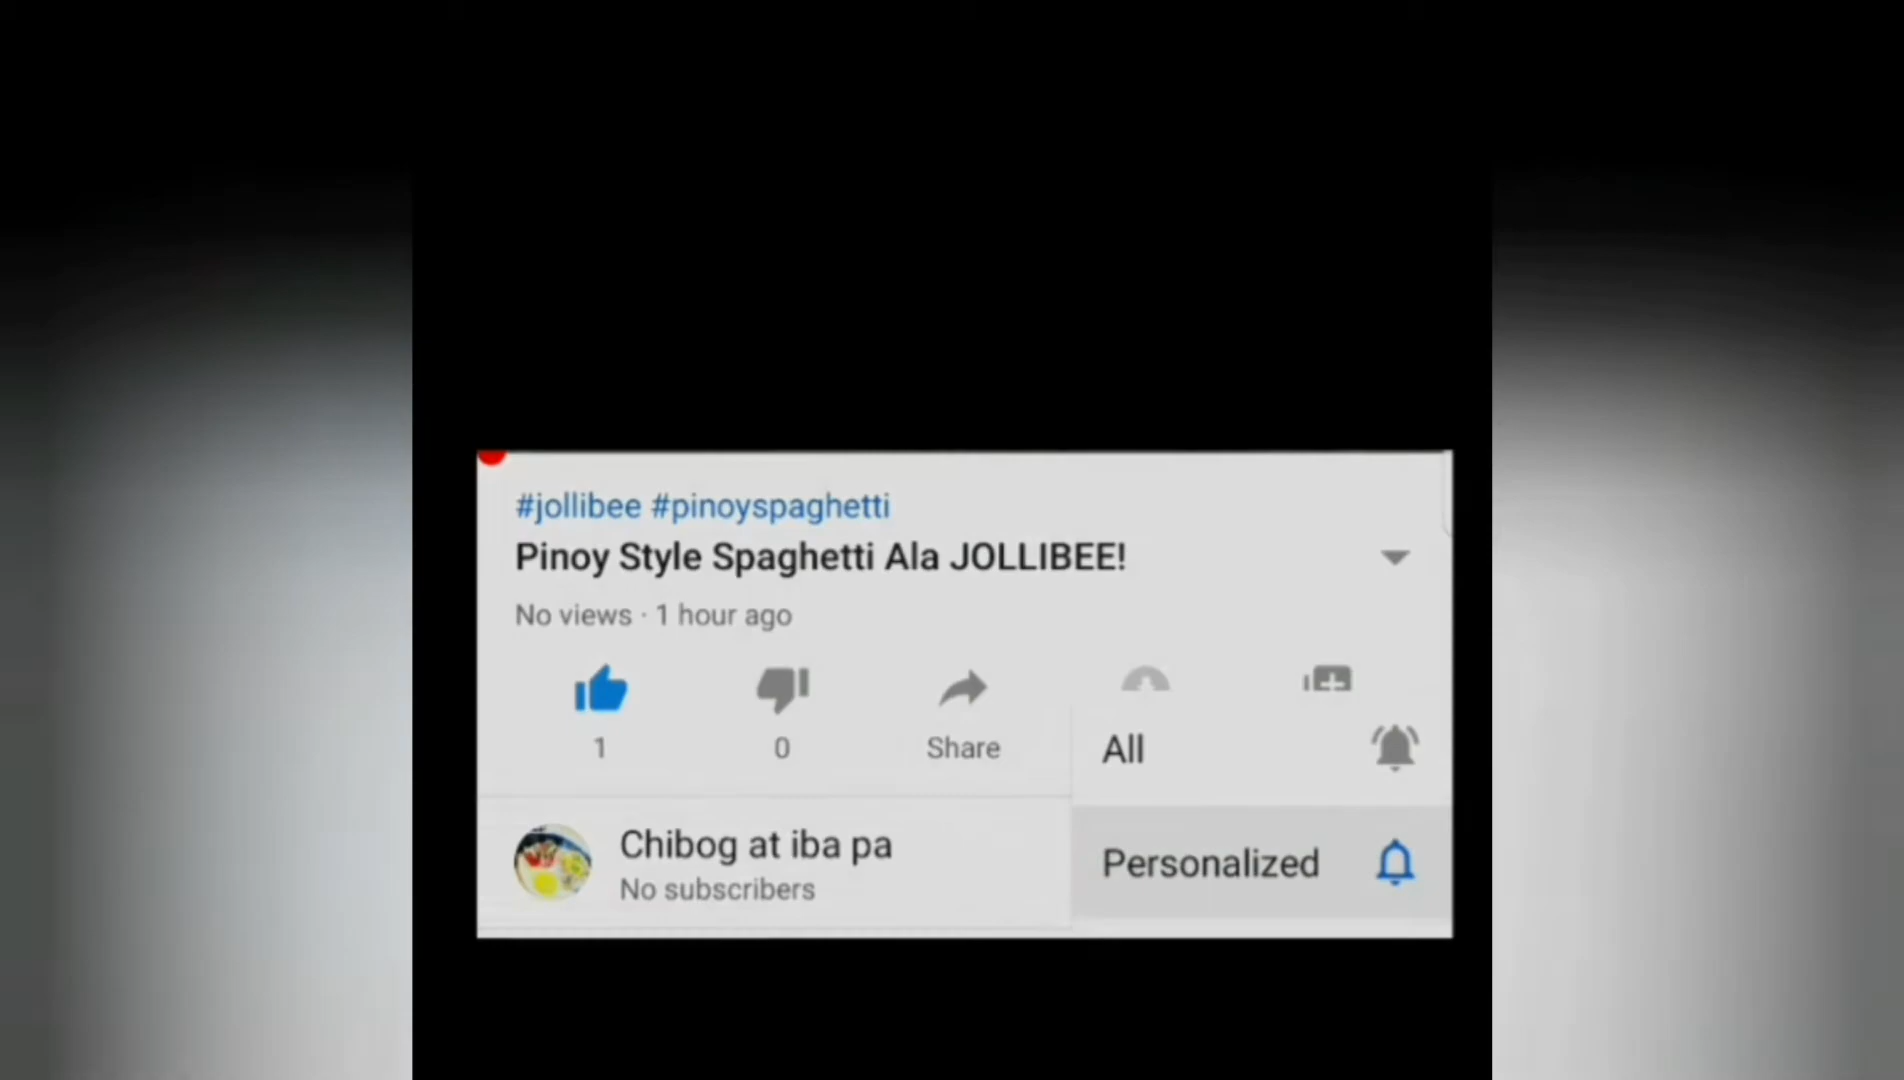 #jollibee #pinoyspaghetti
Pinoy Style Spaghetti Ala JOLLIBEE!
No views · 1 hour ago
1
0
Share
All
Chibog at iba pa
No subscribers
Personalized